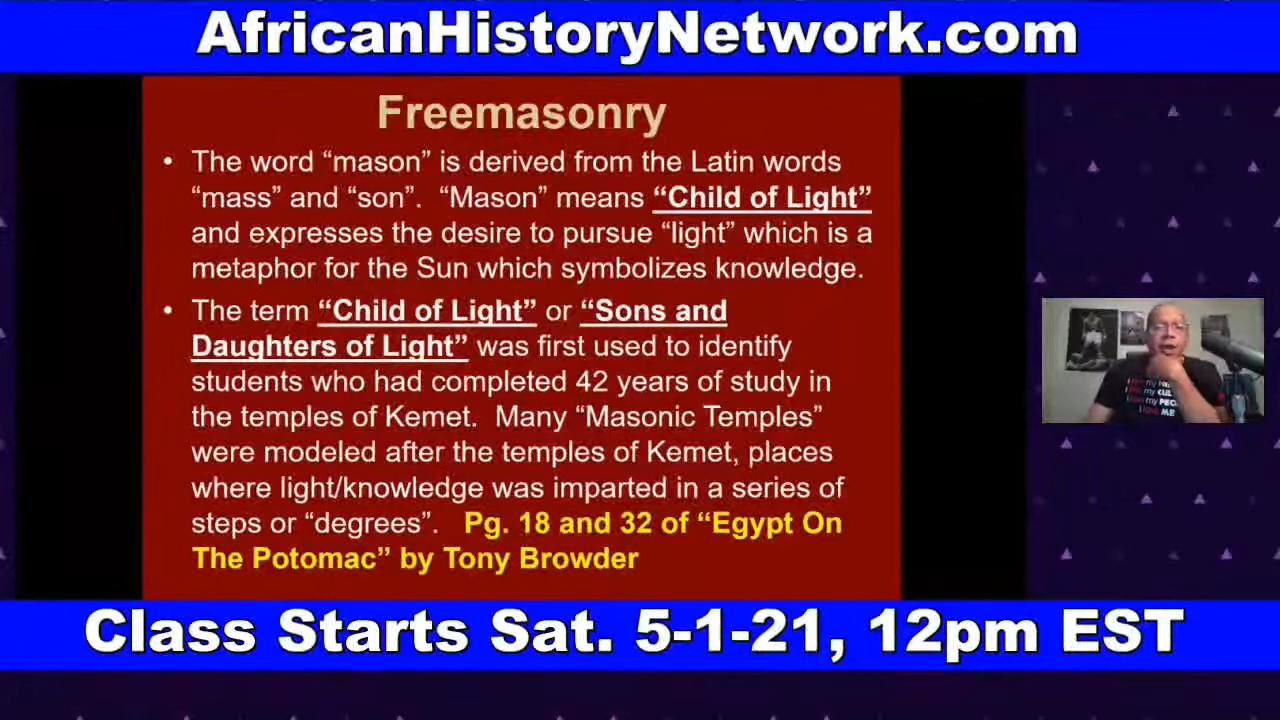 AfricanHistoryNetwork.com
Freemasonry
• The word “mason” is derived from the Latin words
“mass” and “son”.  “Mason” means “Child of Light”
and expresses the desire to pursue “light” which is a
metaphor for the Sun which symbolizes knowledge.
• The term “Child of Light” or “Sons and
Daughters of Light” was first used to identify
students who had completed 42 years of study in
the temples of Kemet.  Many “Masonic Temples”
were modeled after the temples of Kemet, places
where light/knowledge was imparted in a series of
steps or “degrees”.   Pg. 18 and 32 of “Egypt On
The Potomac” by Tony Browder
Class Starts Sat. 5-1-21, 12pm EST